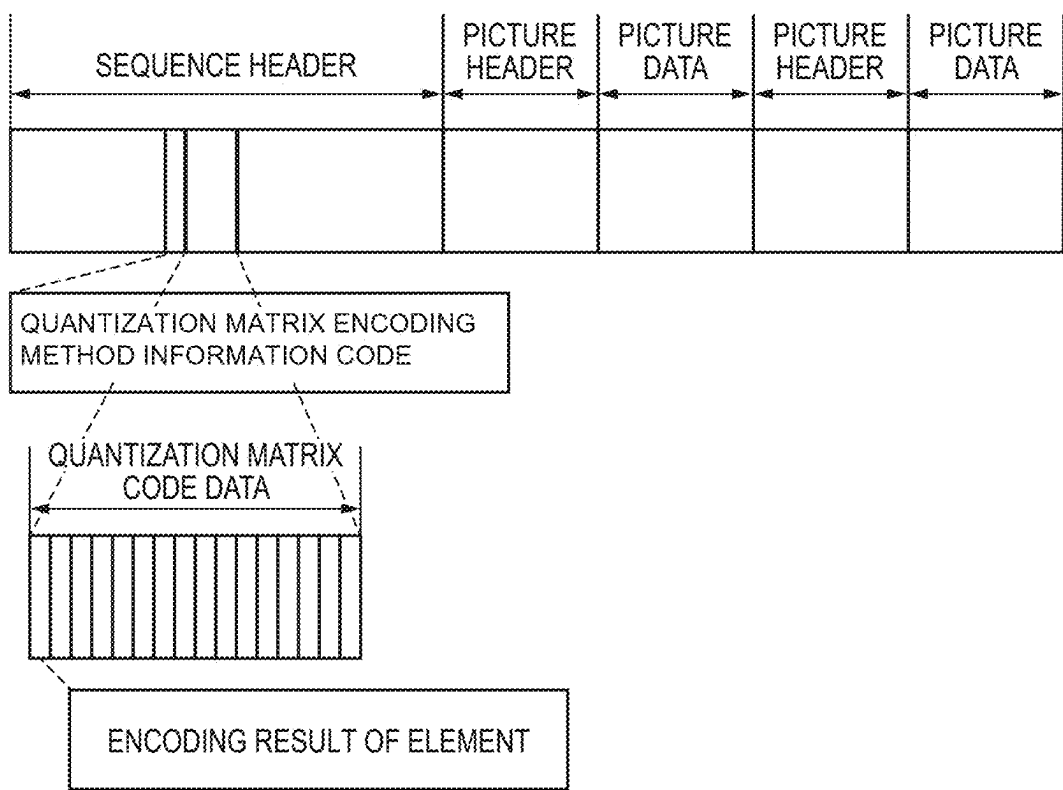 SEQUENCE HEADER
PICTURE
HEADER
PICTURE
DATA
PICTURE
HEADER
PICTURE
DATA
QUANTIZATION MATRIX ENCODING
METHOD INFORMATION CODE
QUANTIZATION MATRIX
CODE DATA
ENCODING RESULT OF ELEMENT